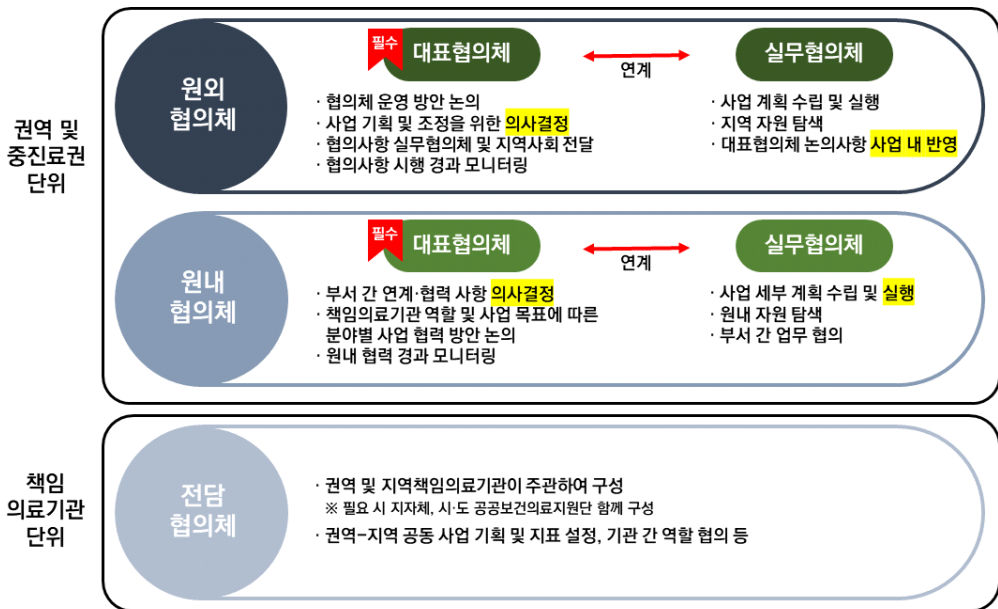 권역 및
중진료권
단위
원외
협의체
필수
대표협의체
연계
실무협의체
· 협의체 운영 방안 논의
· 사업 기획 및 조정을 위한 의사결정
· 협의사항 실무협의체 및 지역사회 전달
· 협의사항 시행 경과 모니터링
· 사업 계획 수립 및 실행
· 지역 자원 탐색
· 대표협의체 논의사항 사업 내 반영
원내
협의체
필수
대표협의체
연계
실무협의체
· 부서 간 연계·협력 사항 의사결정
· 책임의료기관 역할 및 사업 목표에 따른
분야별 사업 협력 방안 논의
· 원내 협력 경과 모니터링
· 사업 세부 계획 수립 및 실행
· 원내 자원 탐색
· 부서 간 업무 협의
책임
의료기관
단위
전담
협의체
· 권역 및 지역책임의료기관이 주관하여 구성
※ 필요 시 지자체, 시·도 공공보건의료지원단 함께 구성
· 권역-지역 공동 사업 기획 및 지표 설정, 기관 간 역할 협의 등